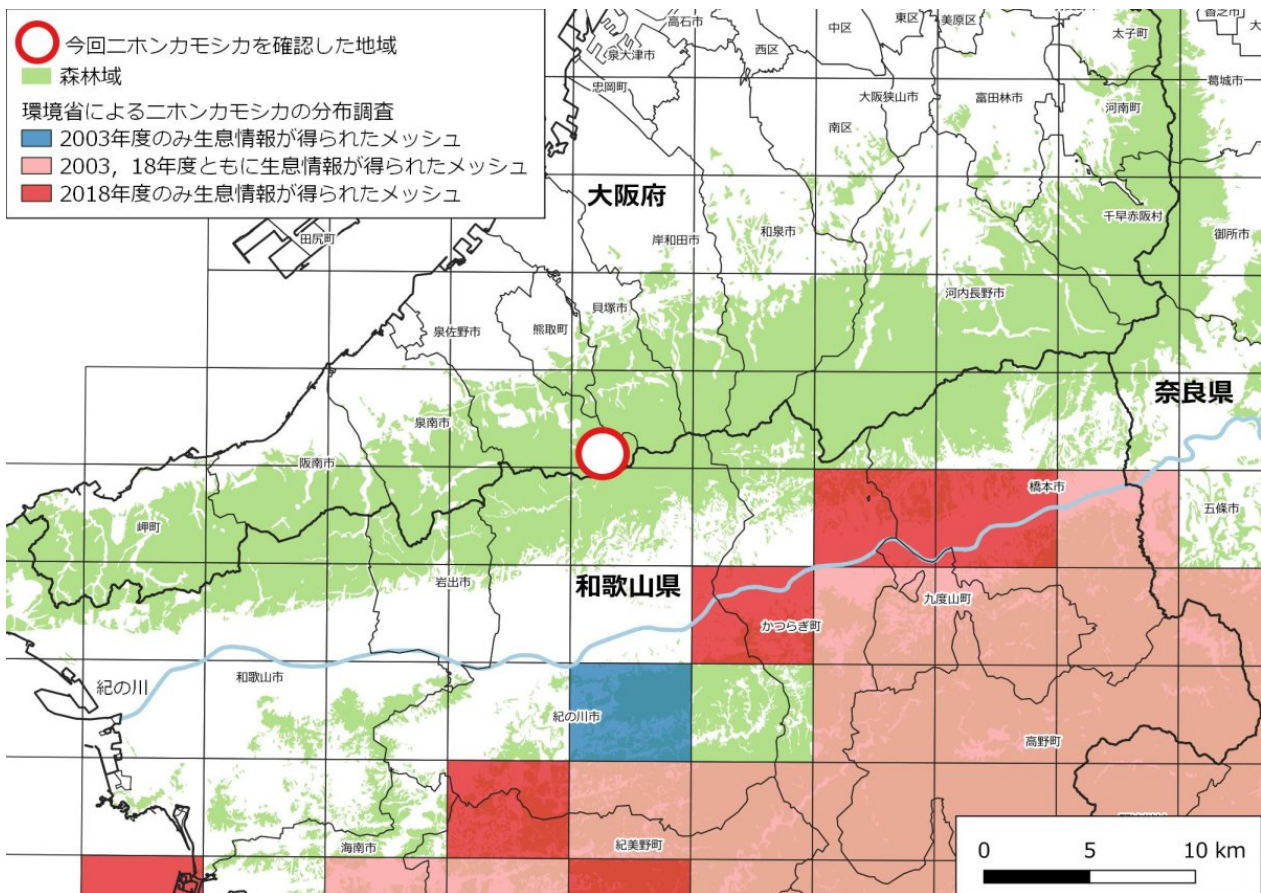 今回ニホンカモシカを確認した地域
森林域
環境省によるニホンカモシカの分布調査
2003年度のみ生息情報が得られたメッシュ
2003，18年度ともに生息情報が得られたメッシュ
2018年度のみ生息情報が得られたメッシュ
高石市
中区
東区
美原区
香芝市
大
太子町
泉大津市
西区
忠岡町
大阪狭山市
富田林市
葛城市
河南町
南区
大阪府
千早赤阪村
田尻町
岸和田市
和泉市
御所市
河内長野市
貝塚市
熊取町
泉佐野市
奈良県
泉南市
阪南市
橋本市
五條市
岬町
岩出市
和歌山県
九度山町
かつらぎ町
和歌山市
紀の川
紀の川市
高野町
紀美野町
海南市
0 5 10 km